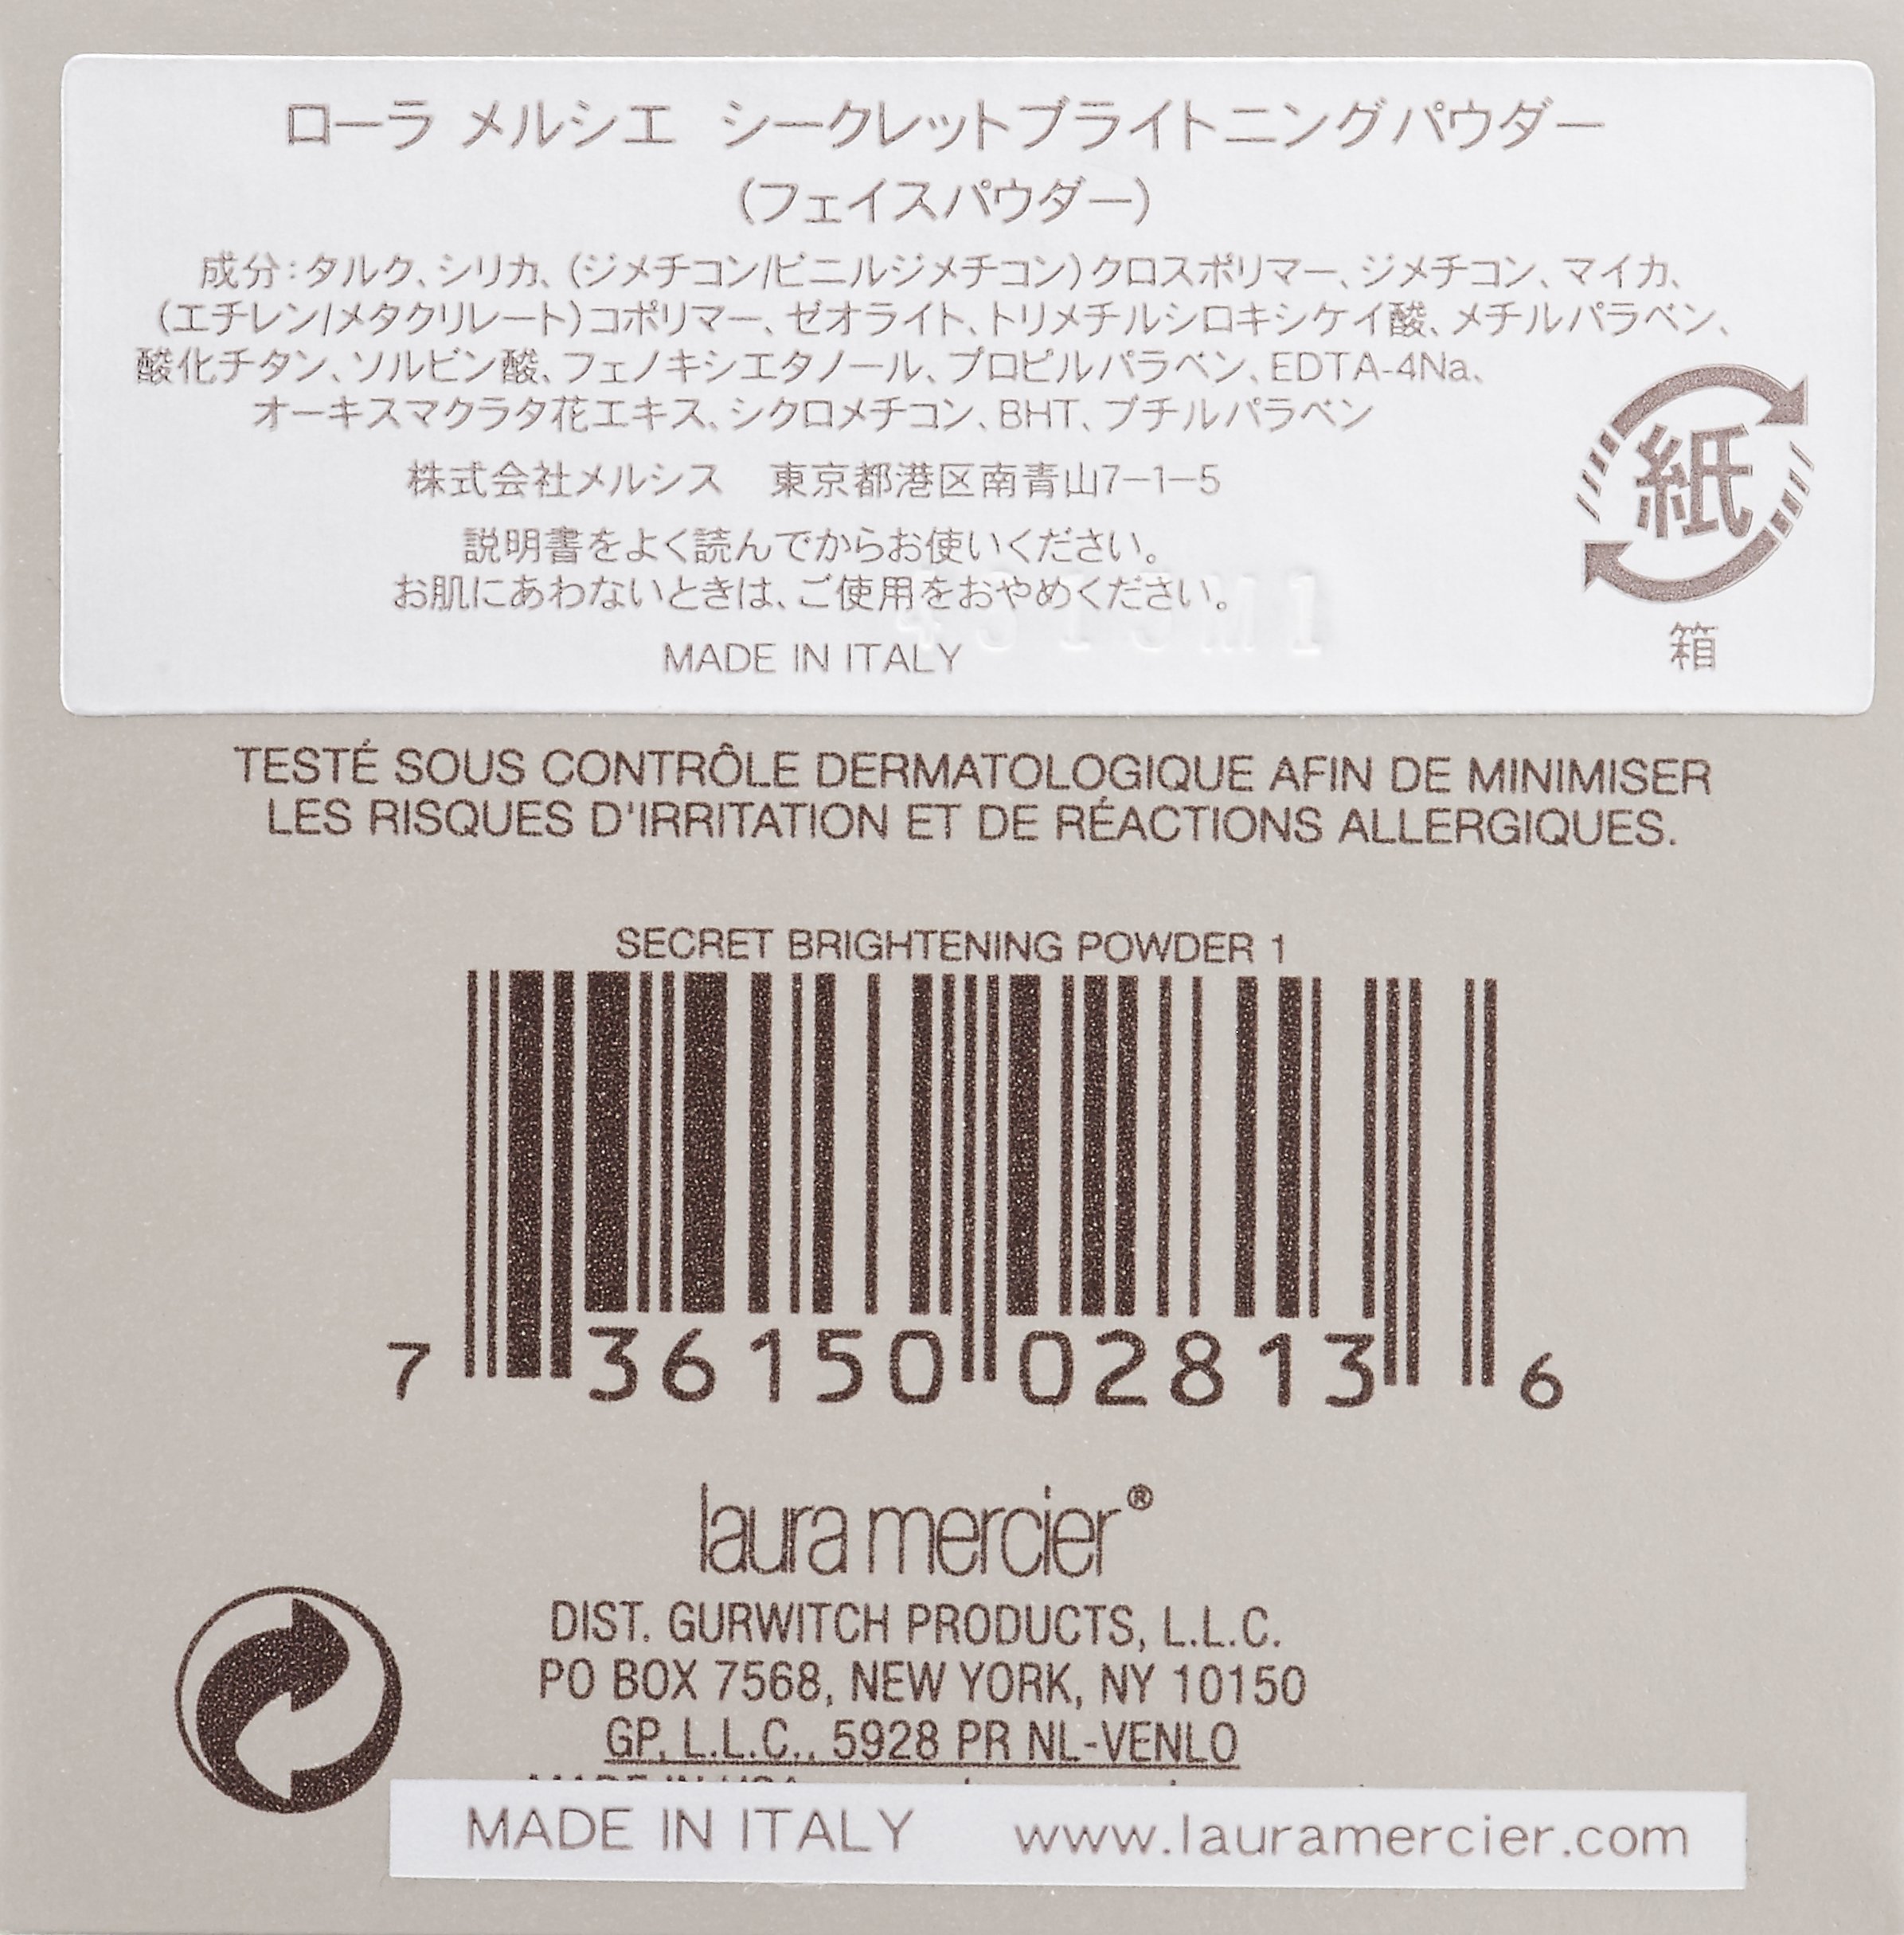 ローラ メルシエ シークレットブライトニングパウダー
(フェイスパウダー)
成分:タルク、シリカ、(ジメチコン/ビニルジメチコン)クロスポリマー、ジメチコン、マイカ、
(エチレン/メタクリレート)コポリマー、ゼオライト、トリメチルシロキシケイ酸、メチルパラベン、
酸化チタン、ソルビン酸、フェノキシエタノール、プロピルパラベン、EDTA-4Na、
オーキスマクラタ花エキス、シクロメチコン、BHT、ブチルパラベン
株式会社メルシス 東京都港区南青山7-1-5
説明書をよく読んでからお使いください。
お肌にあわないときは、ご使用をおやめください。
MADE IN ITALY
紙
箱
TESTÉ SOUS CONTRÔLE DERMATOLOGIQUE AFIN DE MINIMISER
LES RISQUES D'IRRITATION ET DE RÉACTIONS ALLERGIQUES.
SECRET BRIGHTENING POWDER 1
7 36150 02813 6
laura mercier®
DIST. GURWITCH PRODUCTS, L.L.C.
PO BOX 7568, NEW YORK, NY 10150
GP, L.L.C., 5928 PR NL-VENLO
MADE IN ITALY www.lauramercier.com